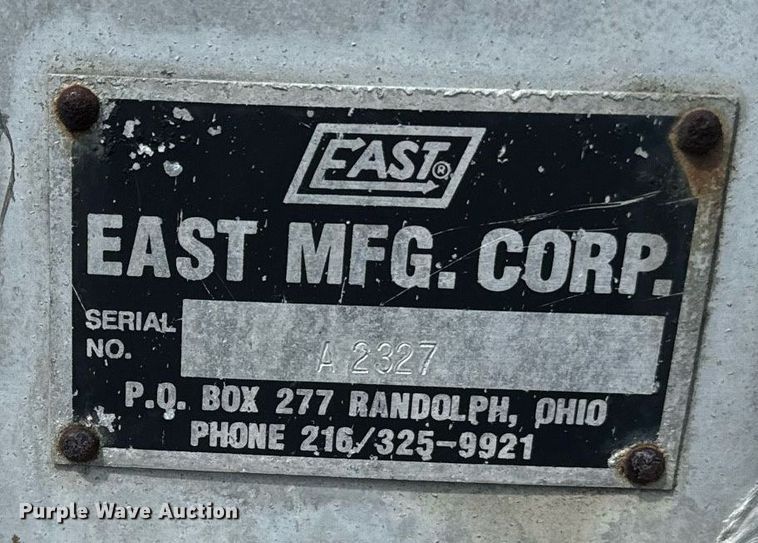 EAST®
EAST MFG. CORP.
SERIAL NO.
A 2327
P.O. BOX 277 RANDOLPH, OHIO
PHONE 216/325-9921
Purple Wave Auction